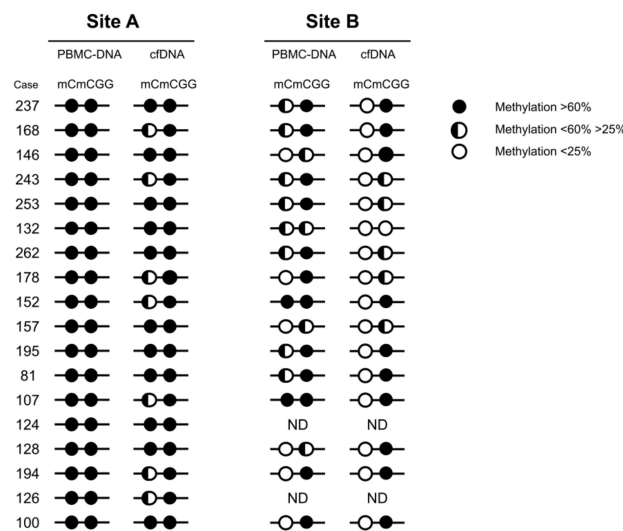 Site A Site B
PBMC-DNA cfDNA PBMC-DNA cfDNA
Case mCmCGG mCmCGG mCmCGG mCmCGG
237 Methylation >60%
168 Methylation <60% >25%
146 Methylation <25%
243
253
132
262
178
152
157
195
81
107
124 ND ND
128
194
126 ND ND
100